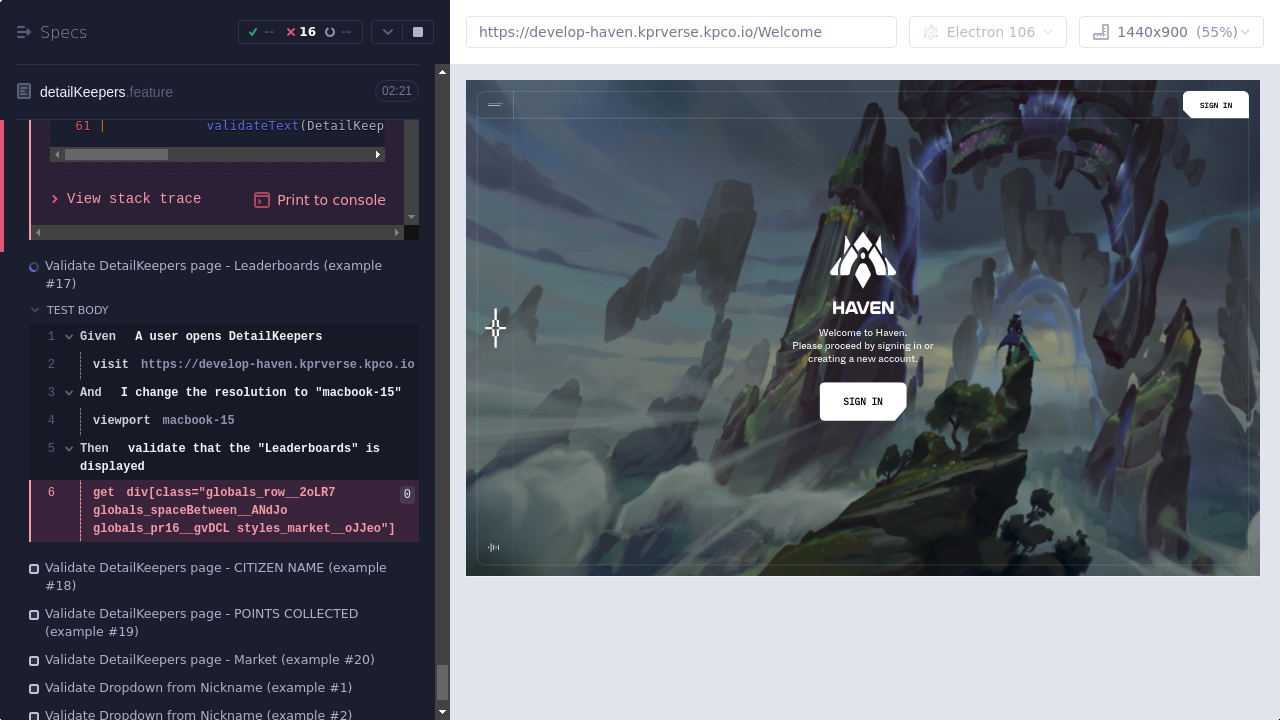 Specs
-- 16 --
https://develop-haven.kprverse.kpco.io/Welcome
Electron 106
1440x900 (55%)
detailKeepers.feature
02:21
61 | validateText(DetailKeep
View stack trace
Print to console
Validate DetailKeepers page - Leaderboards (example
#17)
TEST BODY
1 Given A user opens DetailKeepers
2 visit https://develop-haven.kprverse.kpco.io
3 And I change the resolution to "macbook-15"
4 viewport macbook-15
5 Then validate that the "Leaderboards" is
displayed
6 get div[class="globals_row__2oLR7 0
globals_spaceBetween__ANdJo
globals_pr16__gvDCL styles_market__oJJeo"]
Validate DetailKeepers page - CITIZEN NAME (example
#18)
Validate DetailKeepers page - POINTS COLLECTED
(example #19)
Validate DetailKeepers page - Market (example #20)
Validate Dropdown from Nickname (example #1)
Validate Dropdown from Nickname (example #2)
SIGN IN
HAVEN
Welcome to Haven.
Please proceed by signing in or
creating a new account.
SIGN IN